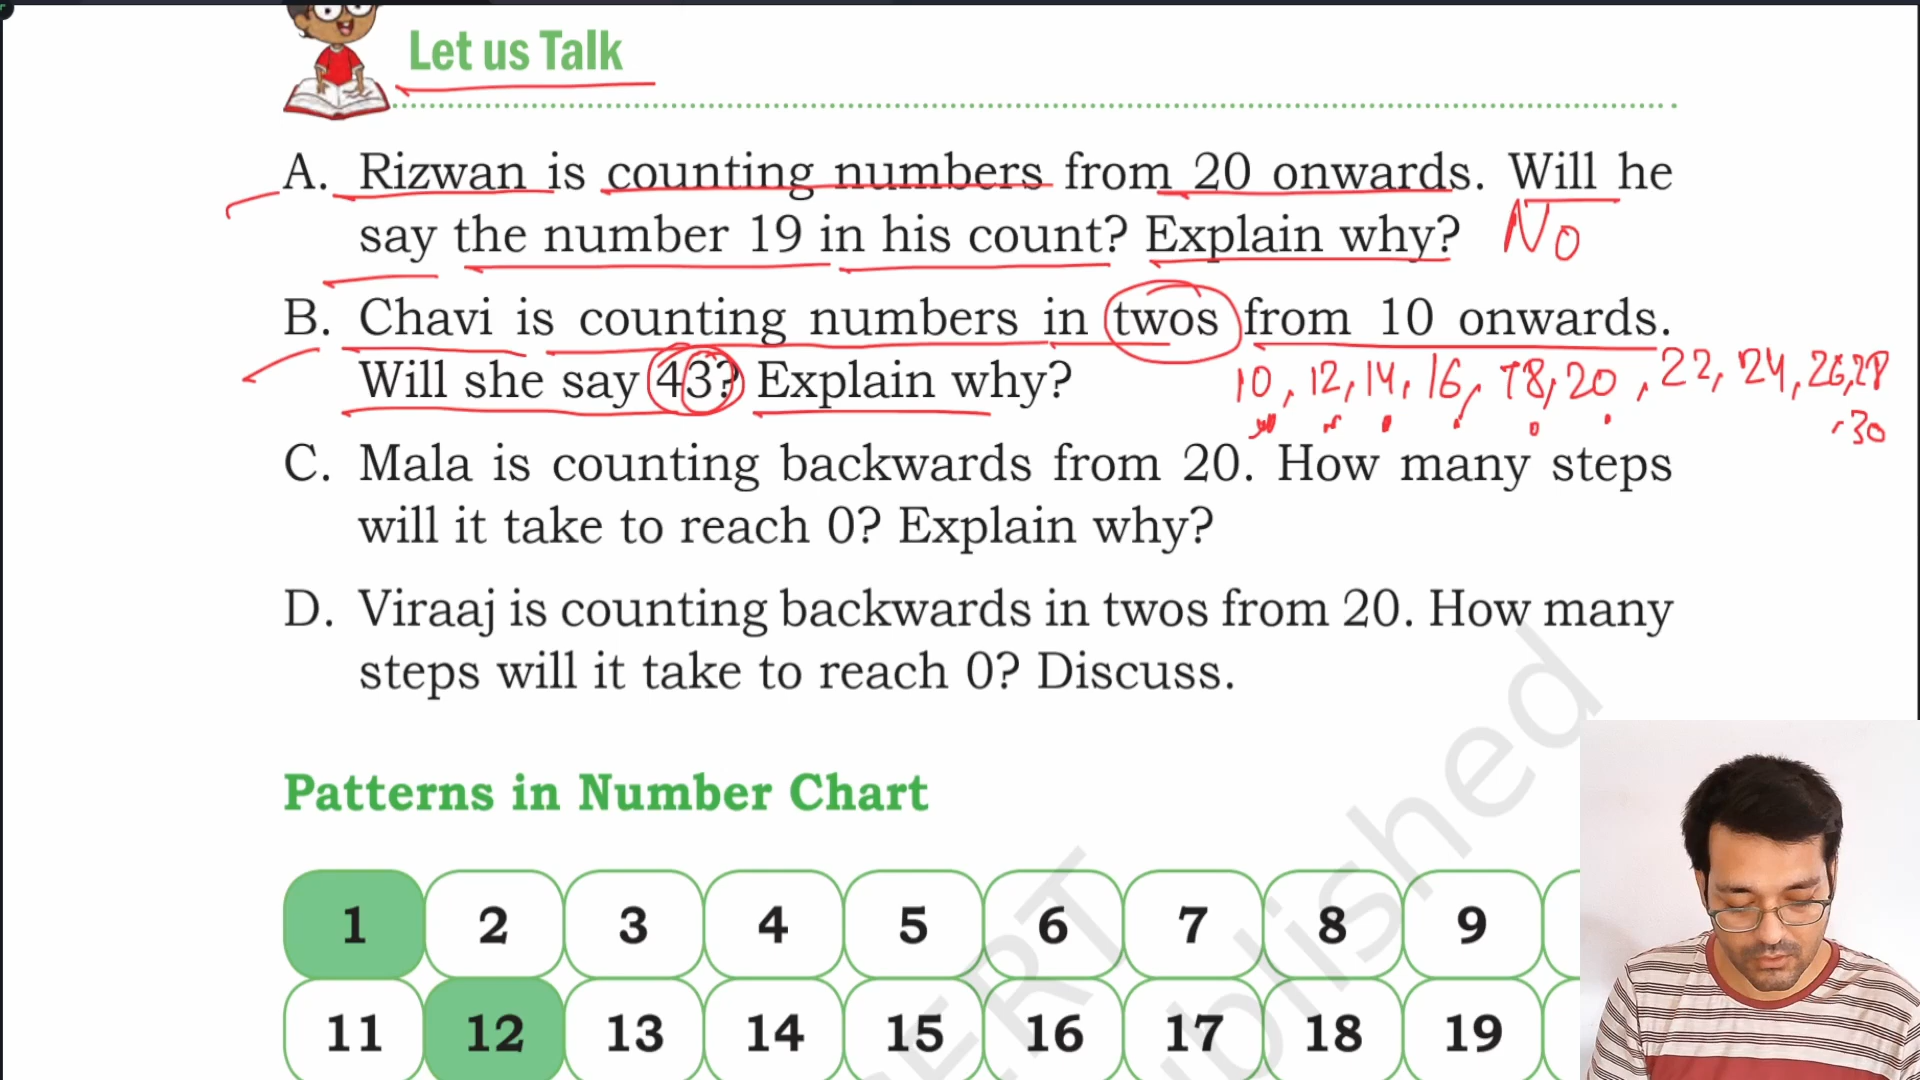 Let us Talk
A. Rizwan is counting numbers from 20 onwards. Will he
say the number 19 in his count? Explain why? No
B. Chavi is counting numbers in twos from 10 onwards.
Will she say 43? Explain why? 10, 12, 14, 16, 18, 20, 22, 24, 26, 28
30
C. Mala is counting backwards from 20. How many steps
will it take to reach 0? Explain why?
D. Viraaj is counting backwards in twos from 20. How many
steps will it take to reach 0? Discuss.
Patterns in Number Chart
1 2 3 4 5 6 7 8 9
11 12 13 14 15 16 17 18 19